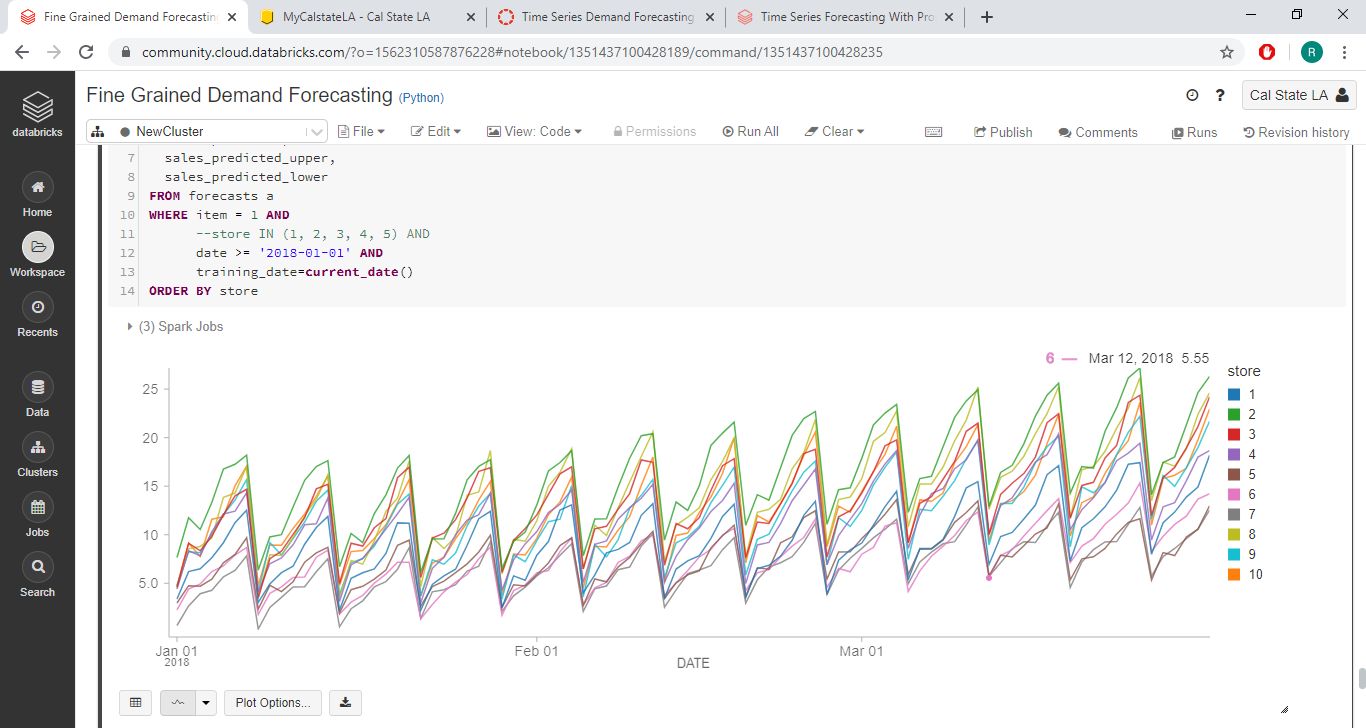 Fine Grained Demand Forecasting
MyCalstateLA - Cal State LA
Time Series Demand Forecasting
Time Series Forecasting With Pro
community.cloud.databricks.com/?o=1562310587876228#notebook/1351437100428189/command/1351437100428235
R
databricks
Home
Workspace
Recents
Data
Clusters
Jobs
Search
Fine Grained Demand Forecasting (Python)
? Cal State LA
NewCluster File Edit View: Code Permissions Run All Clear Publish Comments Runs Revision history
7 sales_predicted_upper,
8 sales_predicted_lower
9 FROM forecasts a
10 WHERE item = 1 AND
11 --store IN (1, 2, 3, 4, 5) AND
12 date >= '2018-01-01' AND
13 training_date=current_date()
14 ORDER BY store
(3) Spark Jobs
6 — Mar 12, 2018 5.55
25
20
15
10
5.0
Jan 01
2018
Feb 01
Mar 01
DATE
store
1
2
3
4
5
6
7
8
9
10
Plot Options...